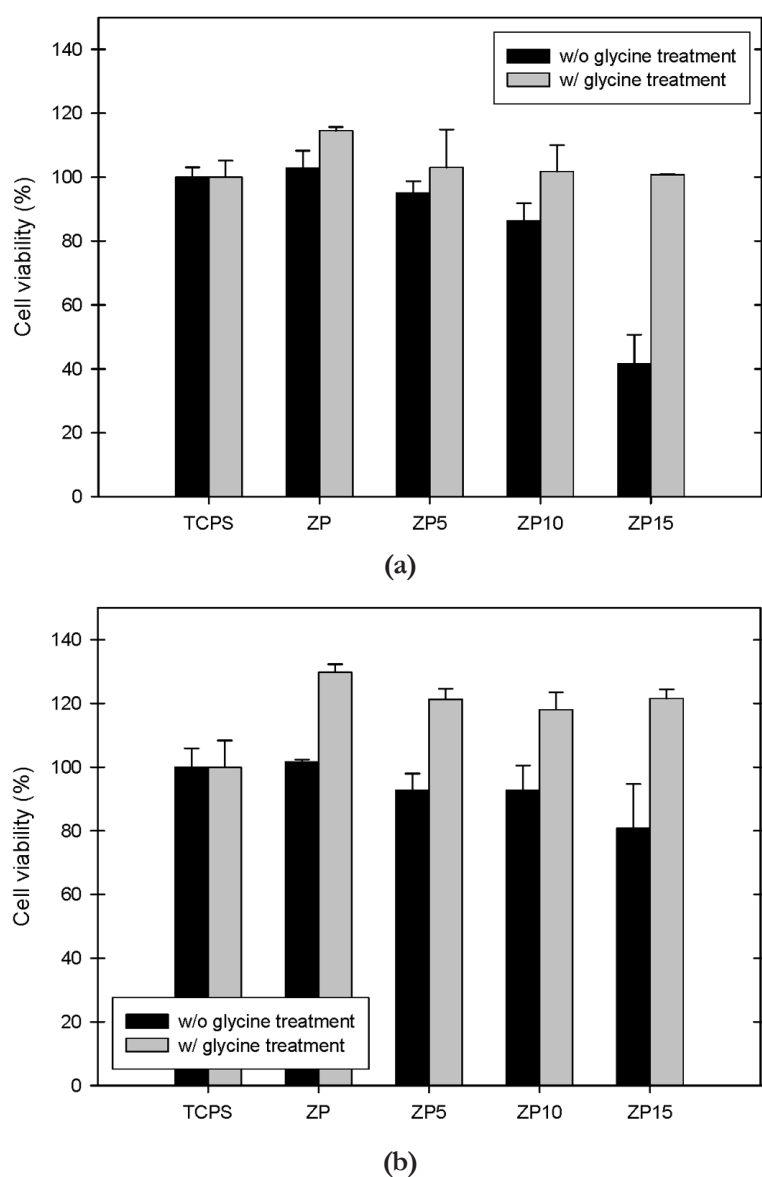 140
120
100
80
60
40
20
0
Cell viability (%)
w/o glycine treatment
w/ glycine treatment
TCPS ZP ZP5 ZP10 ZP15
(a)
140
120
100
80
60
40
20
0
Cell viability (%)
w/o glycine treatment
w/ glycine treatment
TCPS ZP ZP5 ZP10 ZP15
(b)